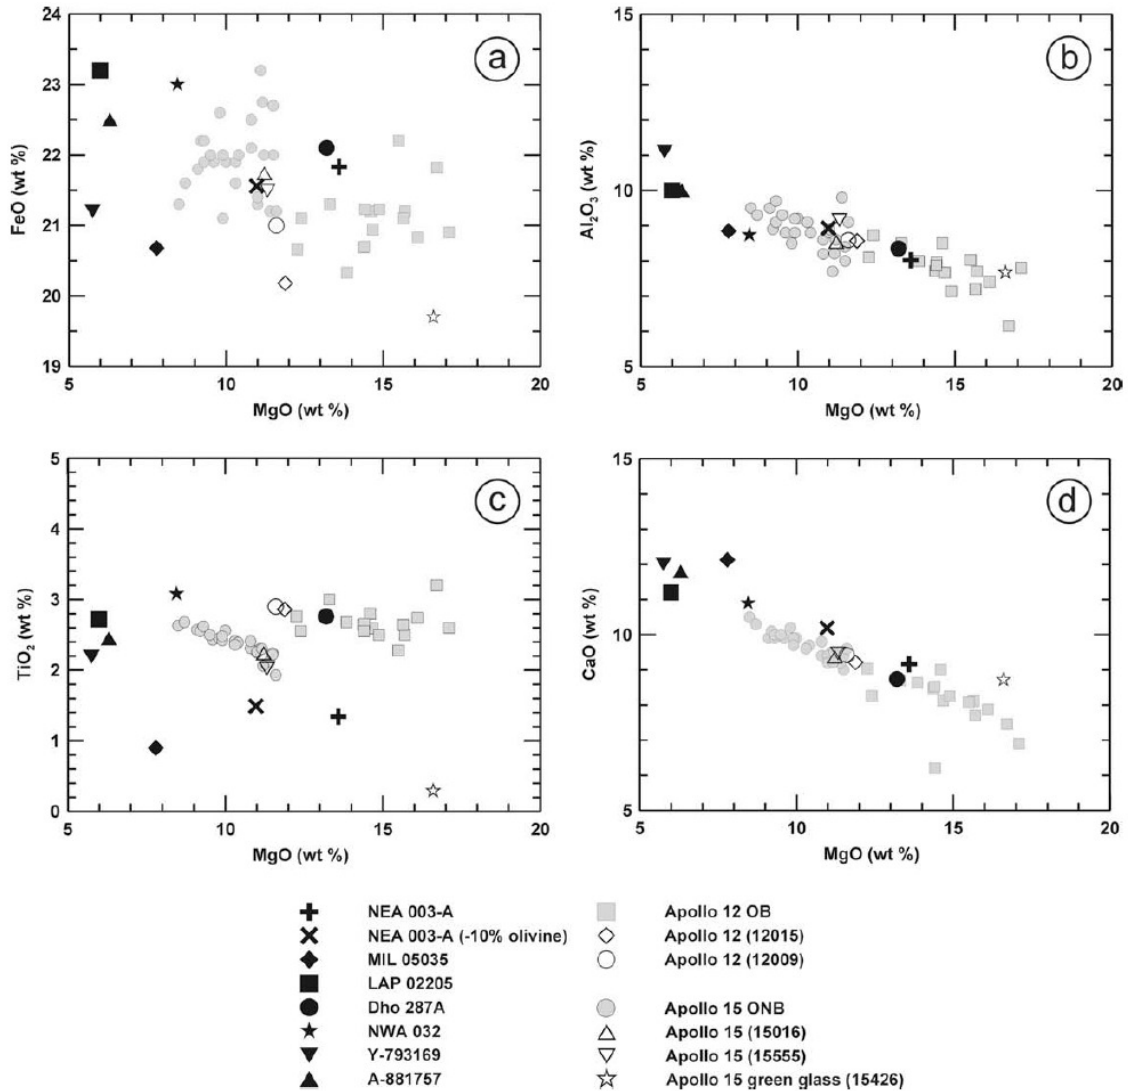 24
23
22
21
20
19
FeO (wt %)
5
10
15
20
MgO (wt %)
a
15
10
5
Al2O3 (wt %)
5
10
15
20
MgO (wt %)
b
5
4
3
2
1
0
TiO2 (wt %)
5
10
15
20
MgO (wt %)
c
15
10
5
CaO (wt %)
5
10
15
20
MgO (wt %)
d
NEA 003-A
NEA 003-A (-10% olivine)
MIL 05035
LAP 02205
Dho 287A
NWA 032
Y-793169
A-881757
Apollo 12 OB
Apollo 12 (12015)
Apollo 12 (12009)
Apollo 15 ONB
Apollo 15 (15016)
Apollo 15 (15555)
Apollo 15 green glass (15426)